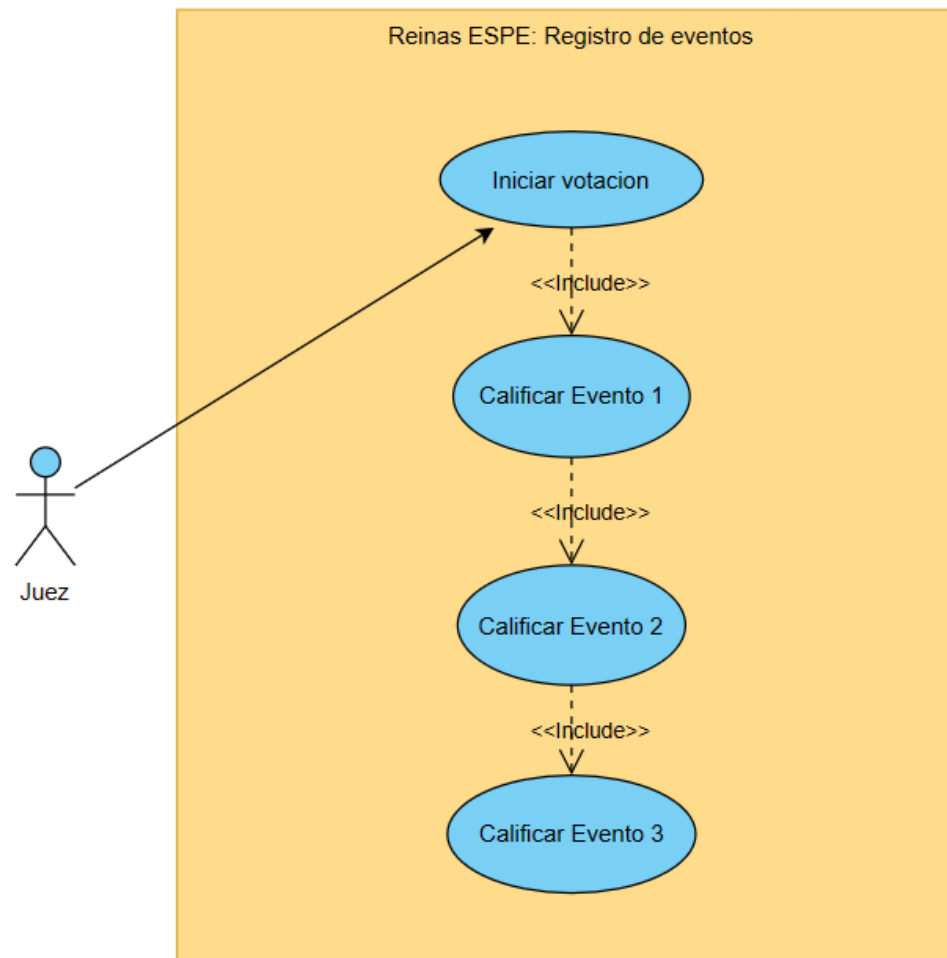 Reinas ESPE: Registro de eventos
Iniciar votacion
<<Include>>
Calificar Evento 1
<<Include>>
Calificar Evento 2
<<Include>>
Calificar Evento 3
Juez